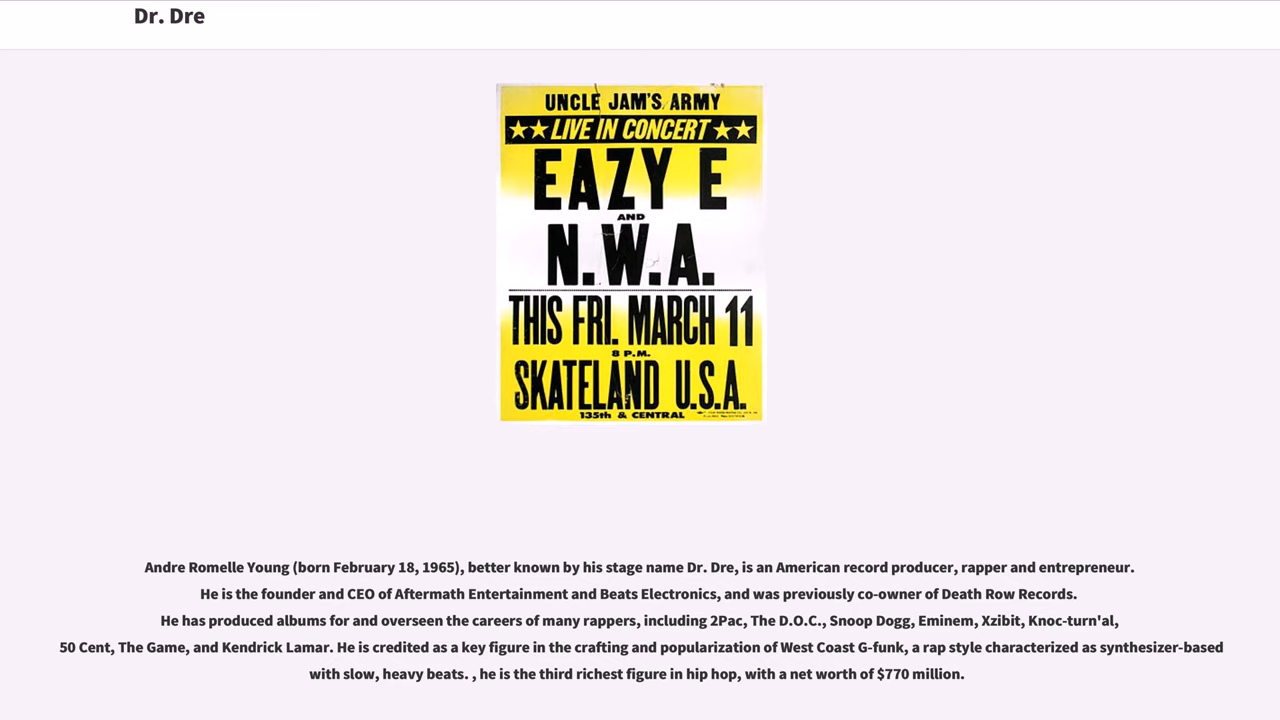 Dr. Dre
UNCLE JAM'S ARMY
LIVE IN CONCERT
EAZY E
AND
N.W.A.
THIS FRI. MARCH 11
8 P.M.
SKATELAND U.S.A.
135th & CENTRAL
Andre Romelle Young (born February 18, 1965), better known by his stage name Dr. Dre, is an American record producer, rapper and entrepreneur.
He is the founder and CEO of Aftermath Entertainment and Beats Electronics, and was previously co-owner of Death Row Records.
He has produced albums for and overseen the careers of many rappers, including 2Pac, The D.O.C., Snoop Dogg, Eminem, Xzibit, Knoc-turn'al,
50 Cent, The Game, and Kendrick Lamar. He is credited as a key figure in the crafting and popularization of West Coast G-funk, a rap style characterized as synthesizer-based
with slow, heavy beats. , he is the third richest figure in hip hop, with a net worth of $770 million.